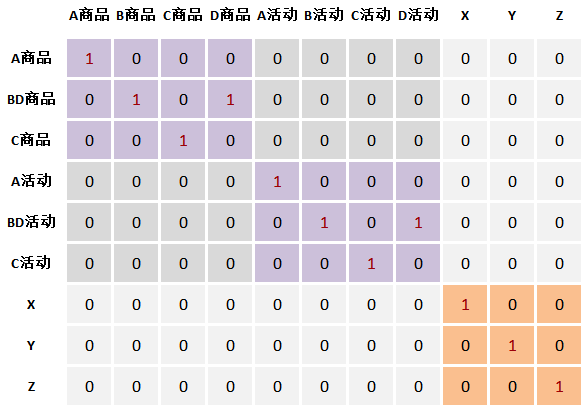 A商品 B商品 C商品 D商品 A活动 B活动 C活动 D活动 X Y Z
A商品 1 0 0 0 0 0 0 0 0 0 0
BD商品 0 1 0 1 0 0 0 0 0 0 0
C商品 0 0 1 0 0 0 0 0 0 0 0
A活动 0 0 0 0 1 0 0 0 0 0 0
BD活动 0 0 0 0 0 1 0 1 0 0 0
C活动 0 0 0 0 0 0 1 0 0 0 0
X 0 0 0 0 0 0 0 0 1 0 0
Y 0 0 0 0 0 0 0 0 0 1 0
Z 0 0 0 0 0 0 0 0 0 0 1